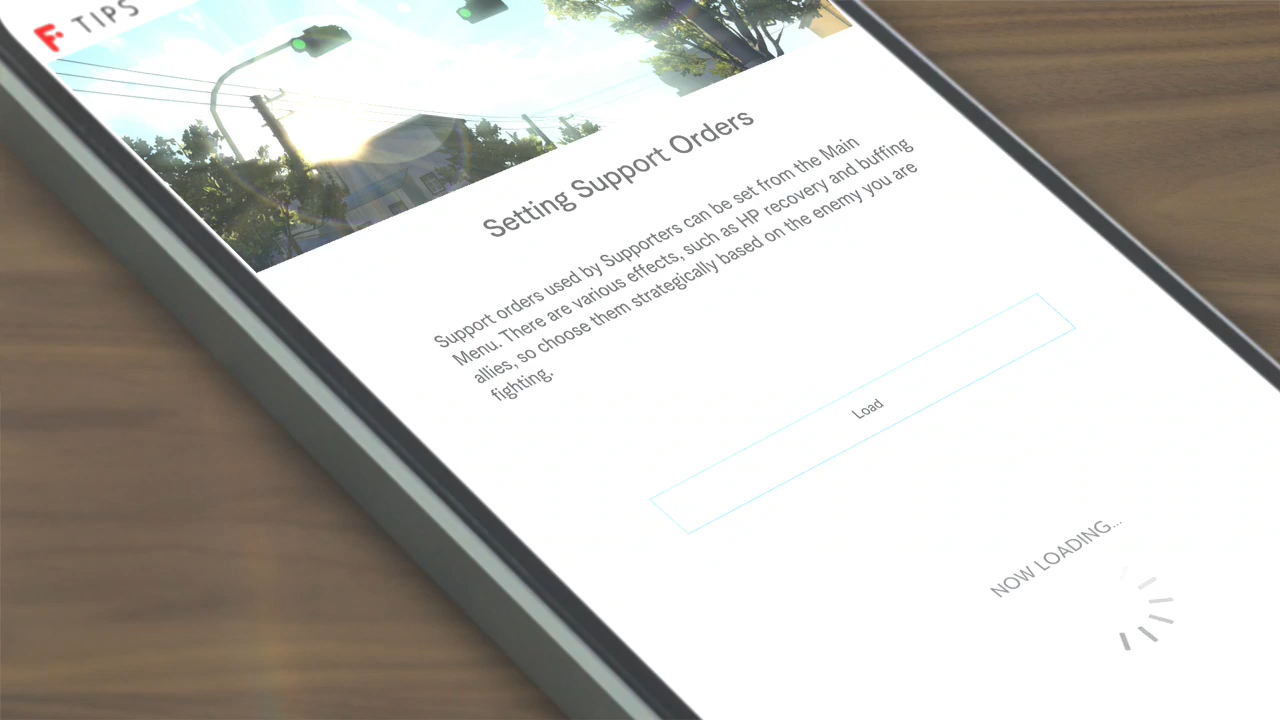 F TIPS
Setting Support Orders
Support orders used by Supporters can be set from the Main
Menu. There are various effects, such as HP recovery and buffing
allies, so choose them strategically based on the enemy you are
fighting.
Load
NOW LOADING...